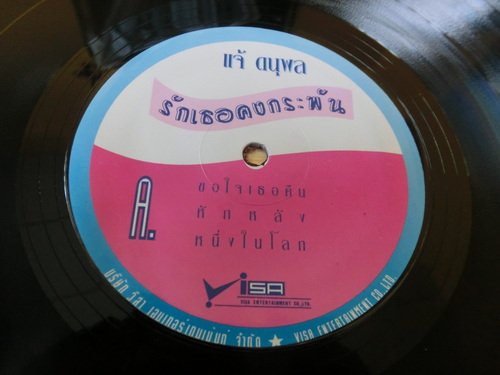 แจ้ ดนุพล
รักเธอคงกระพัน
A.
ขอใจเธอคืน
หักหลัง
หนึ่งในโลก
VISA
VISA ENTERTAINMENT CO.,LTD.
บริษัท วีซ่า เอนเทอร์เทนเม้นท์ จำกัด ★ VISA ENTERTAINMENT CO.,LTD.